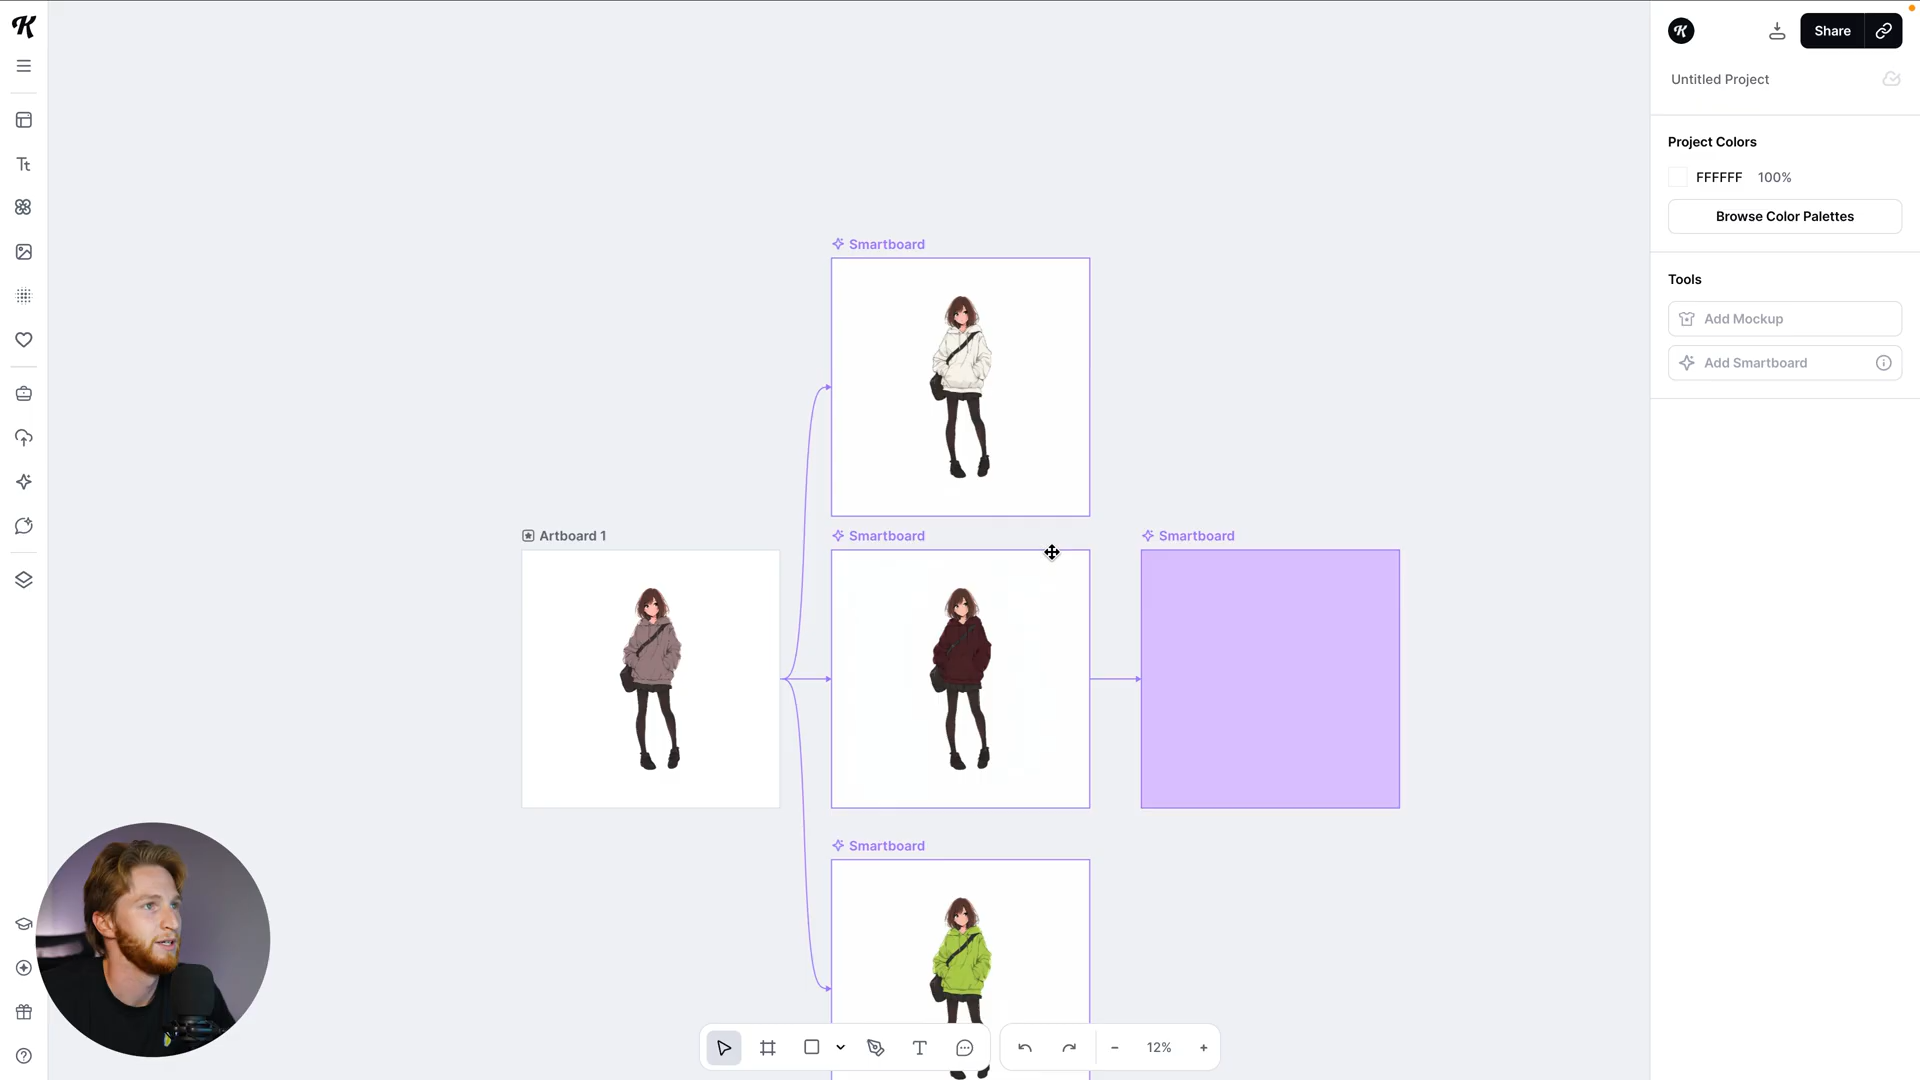 K
Smartboard
Artboard 1
Smartboard
Smartboard
Smartboard
Tt
T
12%
K
Share
Untitled Project
Project Colors
FFFFFF 100%
Browse Color Palettes
Tools
Add Mockup
Add Smartboard